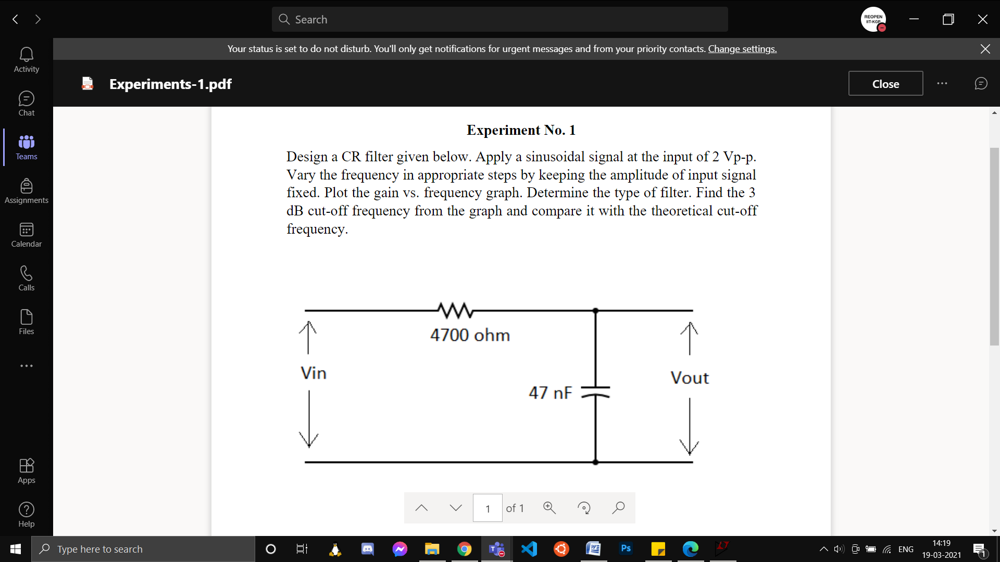 Search
REOPEN
IIT-KGP
Your status is set to do not disturb. You'll only get notifications for urgent messages and from your priority contacts. Change settings.
Activity
Chat
Teams
Assignments
Calendar
Calls
Files
Apps
Help
Experiments-1.pdf
Close
Experiment No. 1
Design a CR filter given below. Apply a sinusoidal signal at the input of 2 Vp-p.
Vary the frequency in appropriate steps by keeping the amplitude of input signal
fixed. Plot the gain vs. frequency graph. Determine the type of filter. Find the 3
dB cut-off frequency from the graph and compare it with the theoretical cut-off
frequency.
4700 ohm
Vin
Vout
47 nF
1 of 1
Type here to search
Ps
ENG
14:19
19-03-2021
1